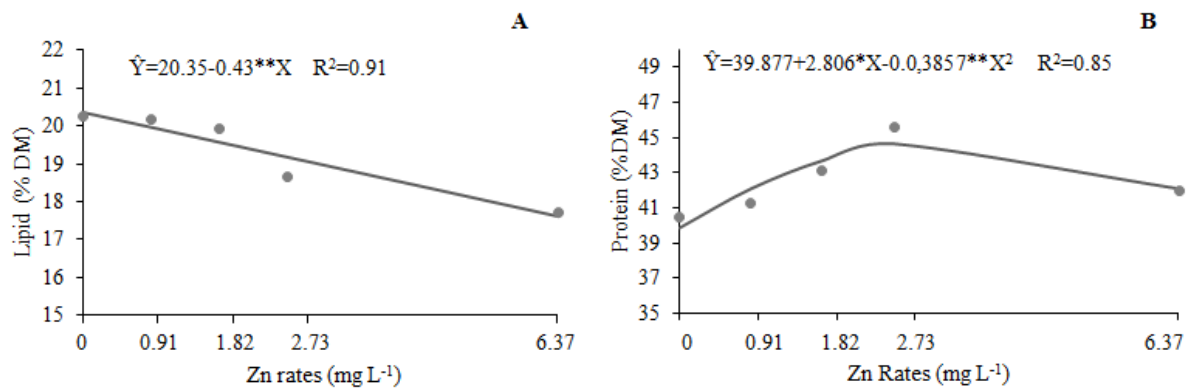 A
Ŷ=20.35-0.43**X R²=0.91
22
21
20
19
18
17
16
15
Lipid (% DM)
0 0.91 1.82 2.73 6.37
Zn rates (mg L⁻¹)
B
Ŷ=39.877+2.806*X-0.0,3857**X² R²=0.85
49
47
45
43
41
39
37
35
Protein (%DM)
0 0.91 1.82 2.73 6.37
Zn Rates (mg L⁻¹)